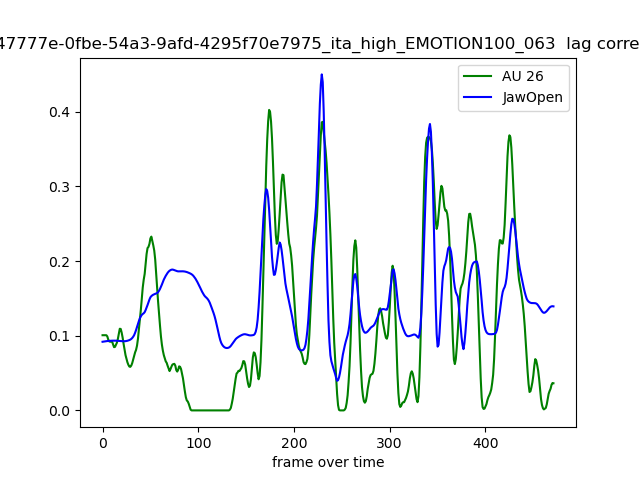 47777e-0fbe-54a3-9afd-4295f70e7975_ita_high_EMOTION100_063 lag corre
AU 26
JawOpen
0.4
0.3
0.2
0.1
0.0
0 100 200 300 400
frame over time